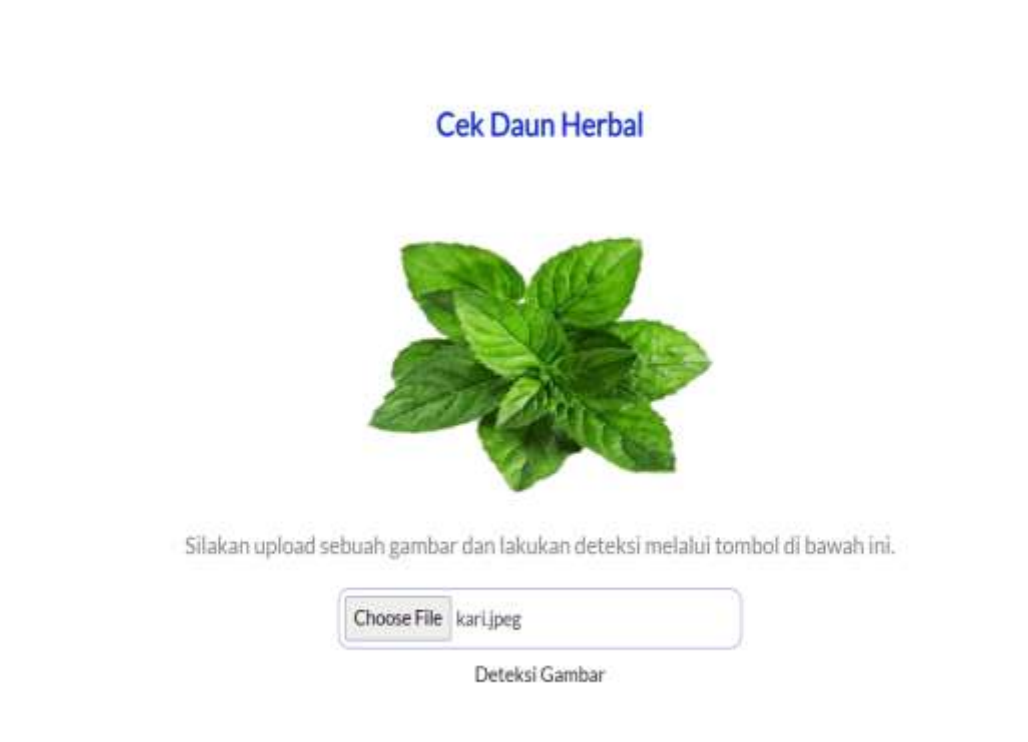 Cek Daun Herbal
Silakan upload sebuah gambar dan lakukan deteksi melalui tombol di bawah ini.
Choose File kari.jpeg
Deteksi Gambar